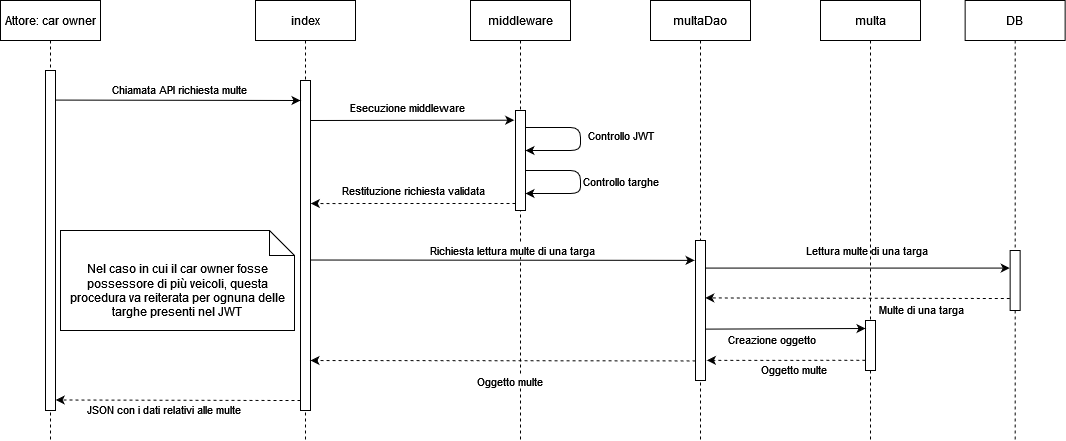 Attore: car owner
index
middleware
multaDao
multa
DB
Chiamata API richiesta multe
Esecuzione middleware
Controllo JWT
Controllo targhe
Restituzione richiesta validata
Richiesta lettura multe di una targa
Lettura multe di una targa
Nel caso in cui il car owner fosse
possessore di più veicoli, questa
procedura va reiterata per ognuna delle
targhe presenti nel JWT
Multe di una targa
Creazione oggetto
Oggetto multe
Oggetto multe
JSON con i dati relativi alle multe